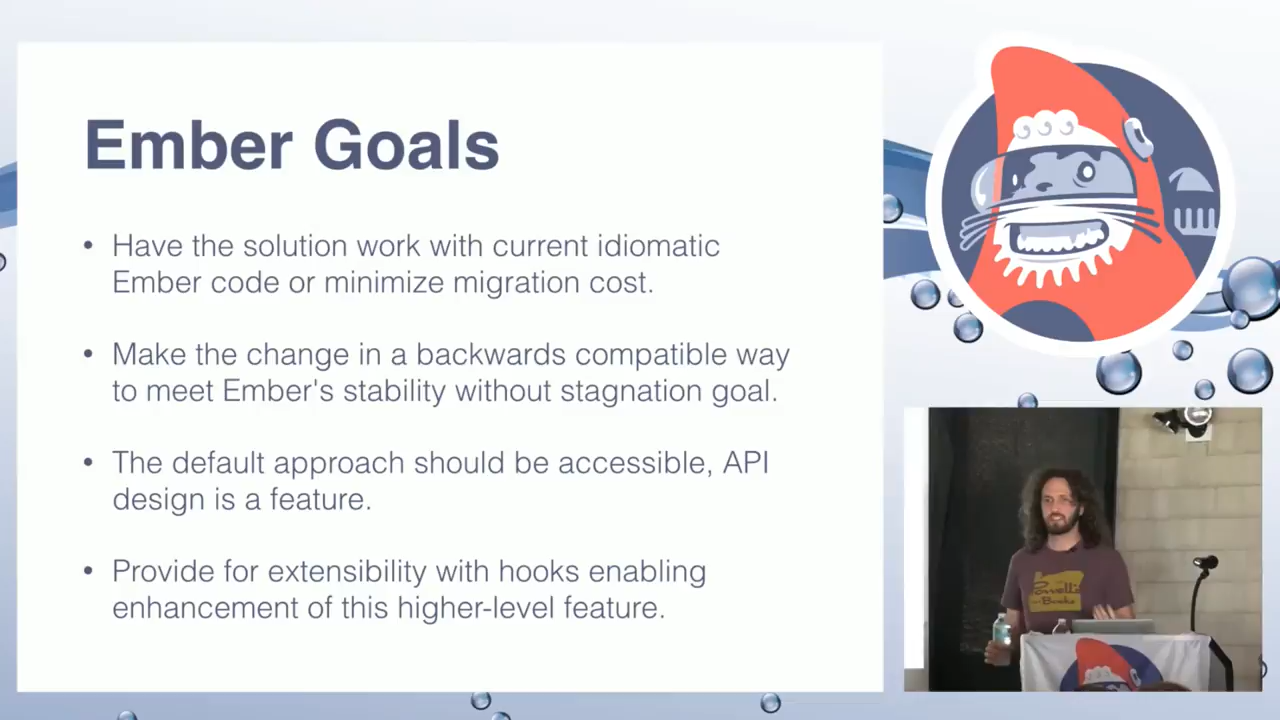 Ember Goals
• Have the solution work with current idiomatic
Ember code or minimize migration cost.
• Make the change in a backwards compatible way
to meet Ember's stability without stagnation goal.
• The default approach should be accessible, API
design is a feature.
• Provide for extensibility with hooks enabling
enhancement of this higher-level feature.
Powell's
Books